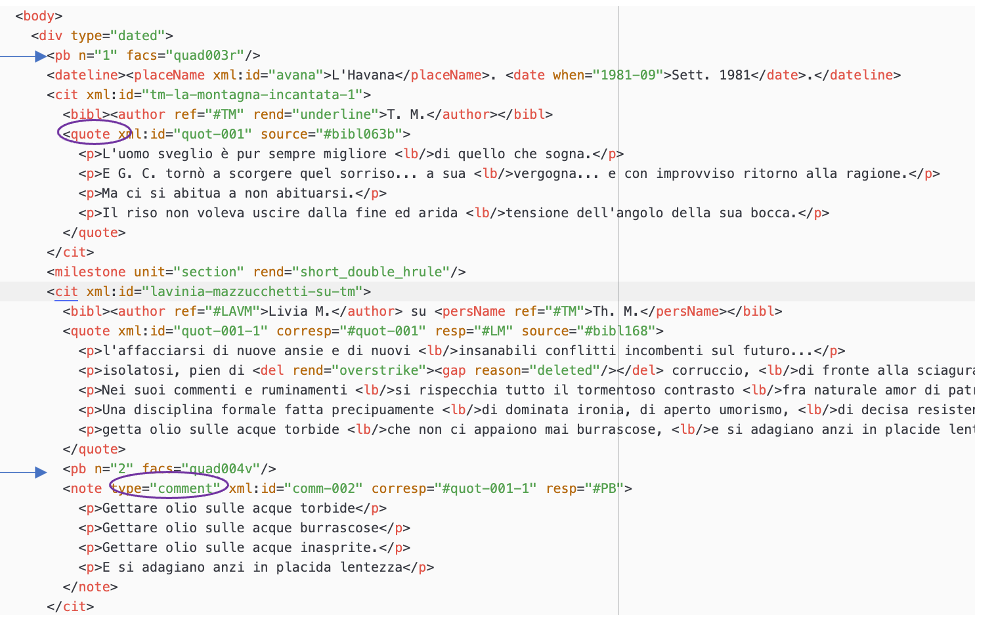 <body>
<div type="dated">
<pb n="1" facs="quad003r"/>
<dateline><placeName xml:id="avana">L'Havana</placeName>. <date when="1981-09">Sett. 1981</date>.</dateline>
<cit xml:id="tm-la-montagna-incantata-1">
<bibl><author ref="#TM" rend="underline">T. M.</author></bibl>
<quote xml:id="quot-001" source="#bibl063b">
<p>L'uomo sveglio è pur sempre migliore <lb/>di quello che sogna.</p>
<p>E G. C. tornò a scorgere quel sorriso... a sua <lb/>vergogna... e con improvviso ritorno alla ragione.</p>
<p>Ma ci si abitua a non abituarsi.</p>
<p>Il riso non voleva uscire dalla fine ed arida <lb/>tensione dell'angolo della sua bocca.</p>
</quote>
</cit>
<milestone unit="section" rend="short_double_hrule"/>
<cit xml:id="lavinia-mazzucchetti-su-tm">
<bibl><author ref="#LAVM">Livia M.</author> su <persName ref="#TM">Th. M.</persName></bibl>
<quote xml:id="quot-001-1" corresp="#quot-001" resp="#LM" source="#bibl168">
<p>l'affacciarsi di nuove ansie e di nuovi <lb/>insanabili conflitti incombenti sul futuro...</p>
<p>isolatosi, pien di <del rend="overstrike"><gap reason="deleted"/></del> corruccio, <lb/>di fronte alla sciagura
<p>Nei suoi commenti e ruminamenti <lb/>si rispecchia tutto il tormentoso contrasto <lb/>fra naturale amor di patr
<p>Una disciplina formale fatta precipuamente <lb/>di dominata ironia, di aperto umorismo, <lb/>di decisa resisten
<p>getta olio sulle acque torbide <lb/>che non ci appaiono mai burrascose, <lb/>e si adagiano anzi in placide lent
</quote>
<pb n="2" facs="quad004v"/>
<note type="comment" xml:id="comm-002" corresp="#quot-001-1" resp="#PB">
<p>Gettare olio sulle acque torbide</p>
<p>Gettare olio sulle acque burrascose</p>
<p>Gettare olio sulle acque inasprite.</p>
<p>E si adagiano anzi in placida lentezza</p>
</note>
</cit>